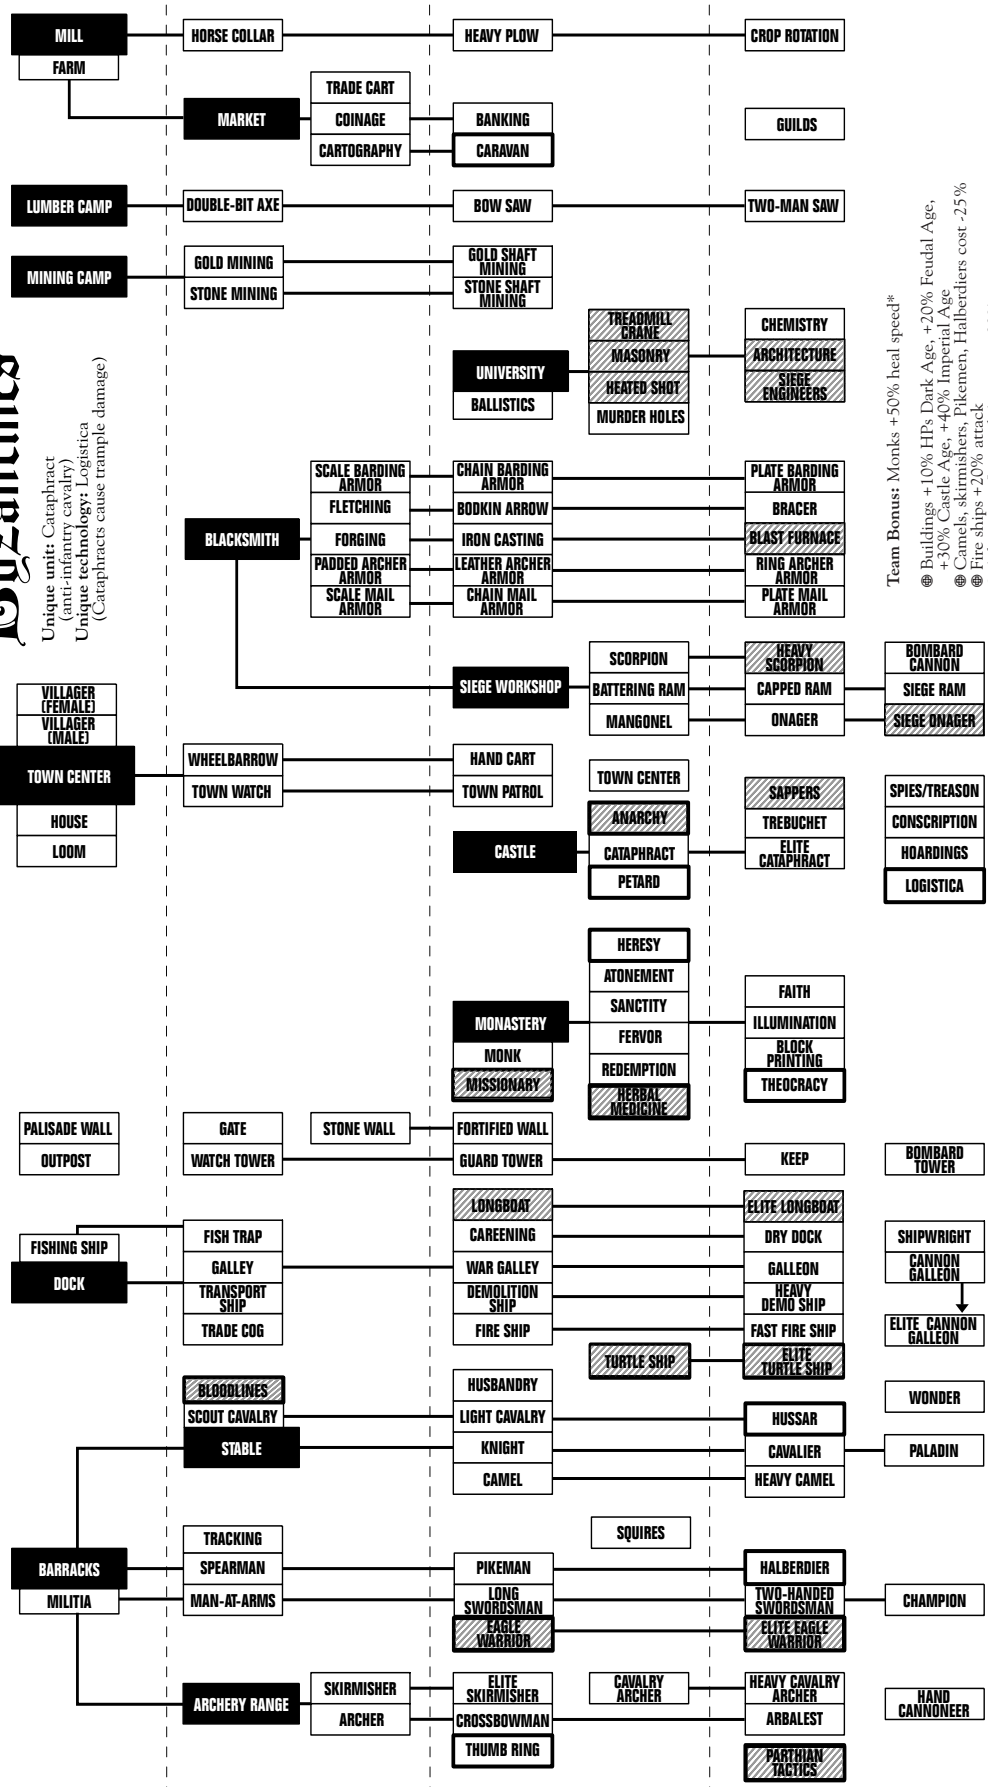 MILL
HORSE COLLAR
HEAVY PLOW
CROP ROTATION
FARM
TRADE CART
MARKET
COINAGE
BANKING
GUILDS
CARTOGRAPHY
CARAVAN
LUMBER CAMP
DOUBLE-BIT AXE
BOW SAW
TWO-MAN SAW
MINING CAMP
GOLD MINING
GOLD SHAFT
MINING
STONE MINING
STONE SHAFT
MINING
UNIVERSITY
BALLISTICS
TREADMILL
CRANE
MASONRY
HEATED SHOT
MURDER HOLES
CHEMISTRY
ARCHITECTURE
SIEGE
ENGINEERS
Byzantines
Unique unit: Cataphract
(anti-infantry cavalry)
Unique technology: Logistica
(Cataphracts cause trample damage)
Team Bonus: Monks +50% heal speed*
Buildings +10% HPs Dark Age, +20% Feudal Age,
+30% Castle Age, +40% Imperial Age
Camels, skirmishers, Pikemen, Halberdiers cost -25%
Fire ships +20% attack
BLACKSMITH
SCALE BARDING
ARMOR
CHAIN BARDING
ARMOR
PLATE BARDING
ARMOR
FLETCHING
BODKIN ARROW
BRACER
FORGING
IRON CASTING
BLAST FURNACE
PADDED ARCHER
ARMOR
LEATHER ARCHER
ARMOR
RING ARCHER
ARMOR
SCALE MAIL
ARMOR
CHAIN MAIL
ARMOR
PLATE MAIL
ARMOR
SIEGE WORKSHOP
SCORPION
HEAVY
SCORPION
BOMBARD
CANNON
BATTERING RAM
CAPPED RAM
SIEGE RAM
MANGONEL
ONAGER
SIEGE ONAGER
VILLAGER
(FEMALE)
VILLAGER
(MALE)
TOWN CENTER
HOUSE
LOOM
WHEELBARROW
HAND CART
TOWN WATCH
TOWN PATROL
TOWN CENTER
CASTLE
ANARCHY
CATAPHRACT
PETARD
SAPPERS
TREBUCHET
ELITE
CATAPHRACT
SPIES/TREASON
CONSCRIPTION
HOARDINGS
LOGISTICA
MONASTERY
MONK
MISSIONARY
HERESY
ATONEMENT
SANCTITY
FERVOR
REDEMPTION
HERBAL
MEDICINE
FAITH
ILLUMINATION
BLOCK
PRINTING
THEOCRACY
PALISADE WALL
OUTPOST
GATE
WATCH TOWER
STONE WALL
FORTIFIED WALL
GUARD TOWER
KEEP
BOMBARD
TOWER
FISHING SHIP
DOCK
FISH TRAP
GALLEY
TRANSPORT
SHIP
TRADE COG
LONGBOAT
CAREENING
WAR GALLEY
DEMOLITION
SHIP
FIRE SHIP
TURTLE SHIP
ELITE LONGBOAT
DRY DOCK
GALLEON
HEAVY
DEMO SHIP
FAST FIRE SHIP
ELITE
TURTLE SHIP
SHIPWRIGHT
CANNON
GALLEON
ELITE CANNON
GALLEON
BLOODLINES
SCOUT CAVALRY
STABLE
HUSBANDRY
LIGHT CAVALRY
KNIGHT
CAMEL
HUSSAR
CAVALIER
HEAVY CAMEL
WONDER
PALADIN
BARRACKS
MILITIA
TRACKING
SPEARMAN
MAN-AT-ARMS
SQUIRES
PIKEMAN
LONG
SWORDSMAN
EAGLE
WARRIOR
HALBERDIER
TWO-HANDED
SWORDSMAN
ELITE EAGLE
WARRIOR
CHAMPION
ARCHERY RANGE
SKIRMISHER
ARCHER
ELITE
SKIRMISHER
CROSSBOWMAN
THUMB RING
CAVALRY
ARCHER
HEAVY CAVALRY
ARCHER
ARBALEST
PARTHIAN
TACTICS
HAND
CANNONEER